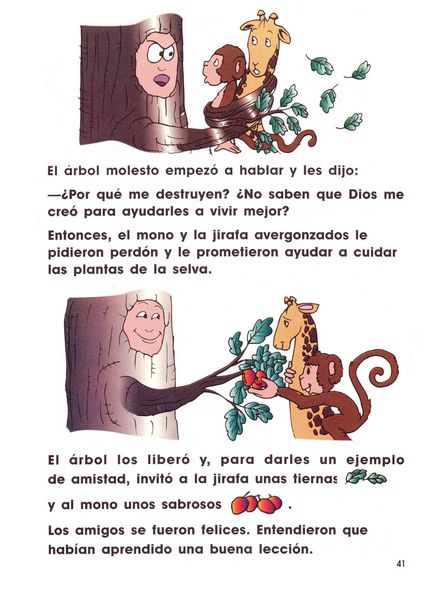 El árbol molesto empezó a hablar y les dijo:
—¿Por qué me destruyen? ¿No saben que Dios me
creó para ayudarles a vivir mejor?
Entonces, el mono y la jirafa avergonzados le
pidieron perdón y le prometieron ayudar a cuidar
las plantas de la selva.
El árbol los liberó y, para darles un ejemplo
de amistad, invitó a la jirafa unas tiernas
y al mono unos sabrosos .
Los amigos se fueron felices. Entendieron que
habían aprendido una buena lección.
41